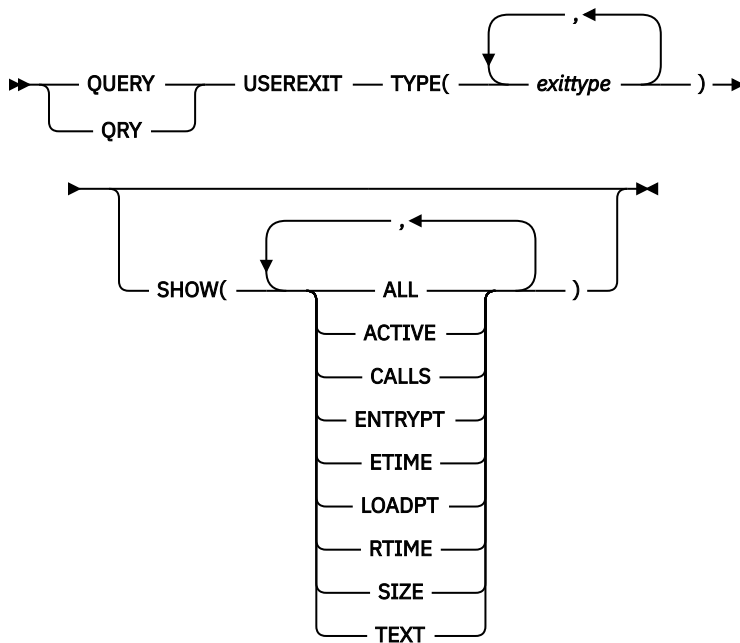 ,
QUERY USEREXIT TYPE( exittype )
QRY
,
SHOW( ALL )
ACTIVE
CALLS
ENTRYPT
ETIME
LOADPT
RTIME
SIZE
TEXT